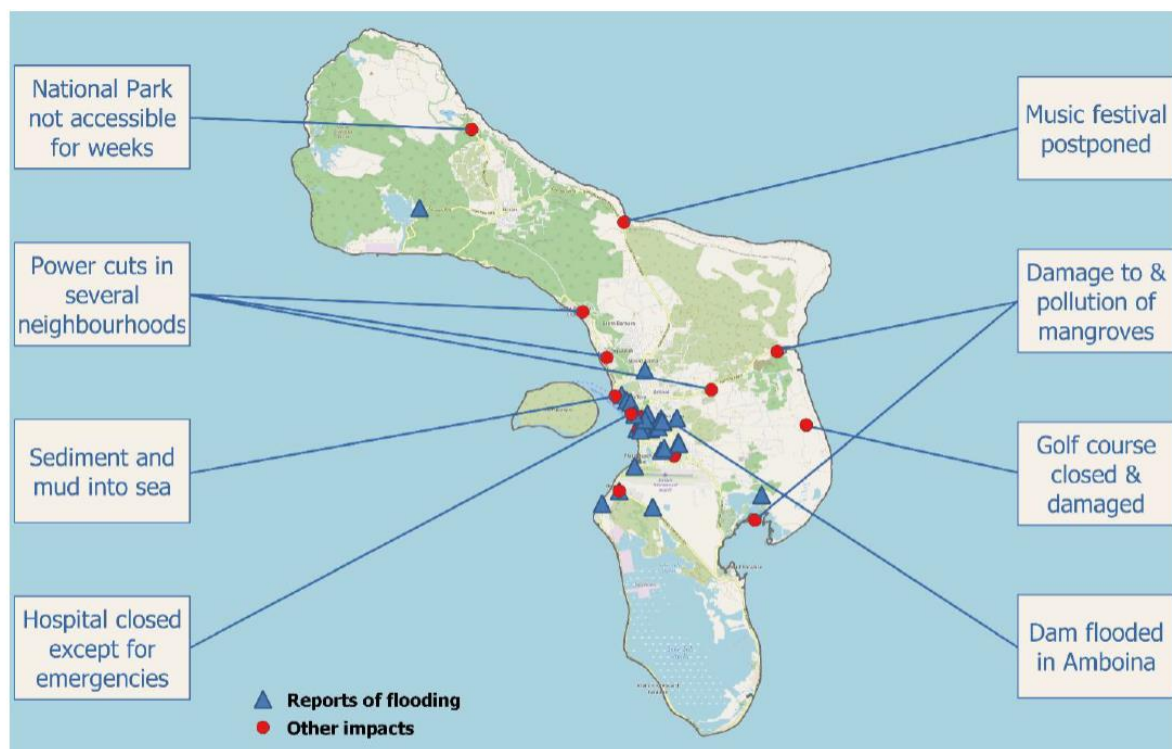 National Park
not accessible
for weeks
Music festival
postponed
Power cuts in
several
neighbourhoods
Damage to &
pollution of
mangroves
Sediment and
mud into sea
Golf course
closed &
damaged
Hospital closed
except for
emergencies
Dam flooded
in Amboina
Reports of flooding
Other impacts